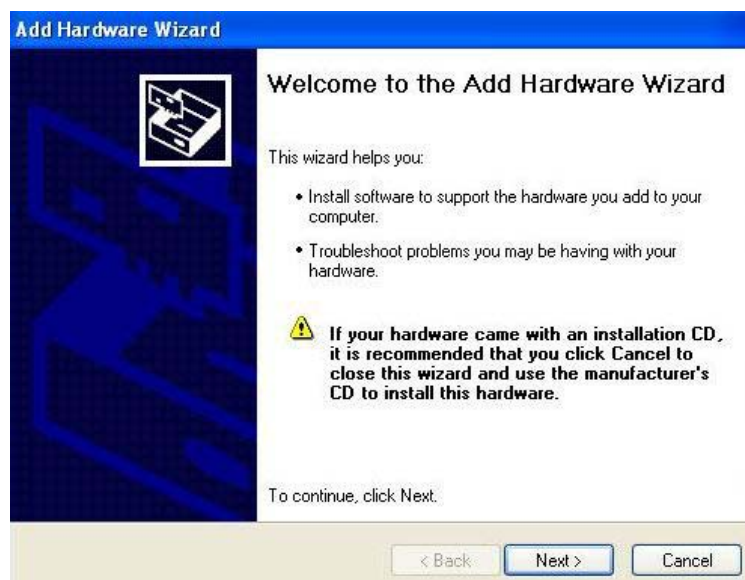 Add Hardware Wizard
Welcome to the Add Hardware Wizard
This wizard helps you:
• Install software to support the hardware you add to your
computer.
• Troubleshoot problems you may be having with your
hardware.
If your hardware came with an installation CD,
it is recommended that you click Cancel to
close this wizard and use the manufacturer's
CD to install this hardware.
To continue, click Next.
< Back Next > Cancel